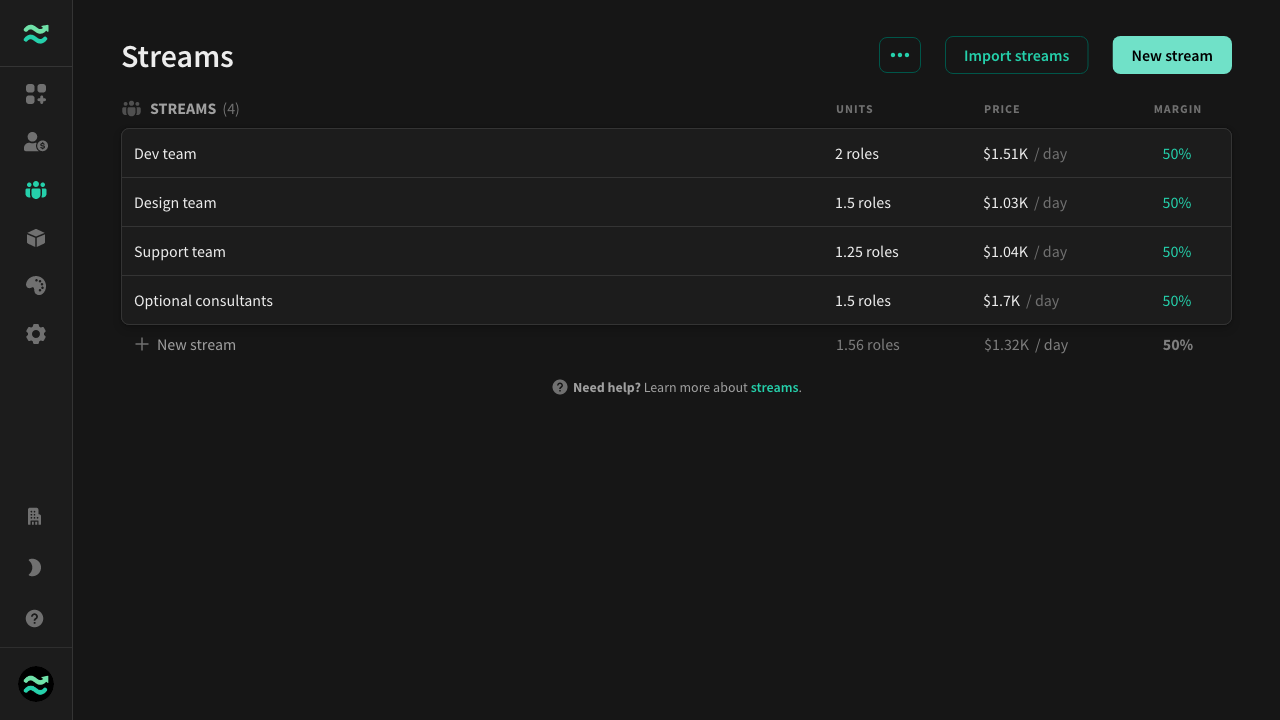 Streams
Import streams
New stream
STREAMS (4) UNITS PRICE MARGIN
Dev team 2 roles $1.51K / day 50%
Design team 1.5 roles $1.03K / day 50%
Support team 1.25 roles $1.04K / day 50%
Optional consultants 1.5 roles $1.7K / day 50%
New stream 1.56 roles $1.32K / day 50%
Need help? Learn more about streams.